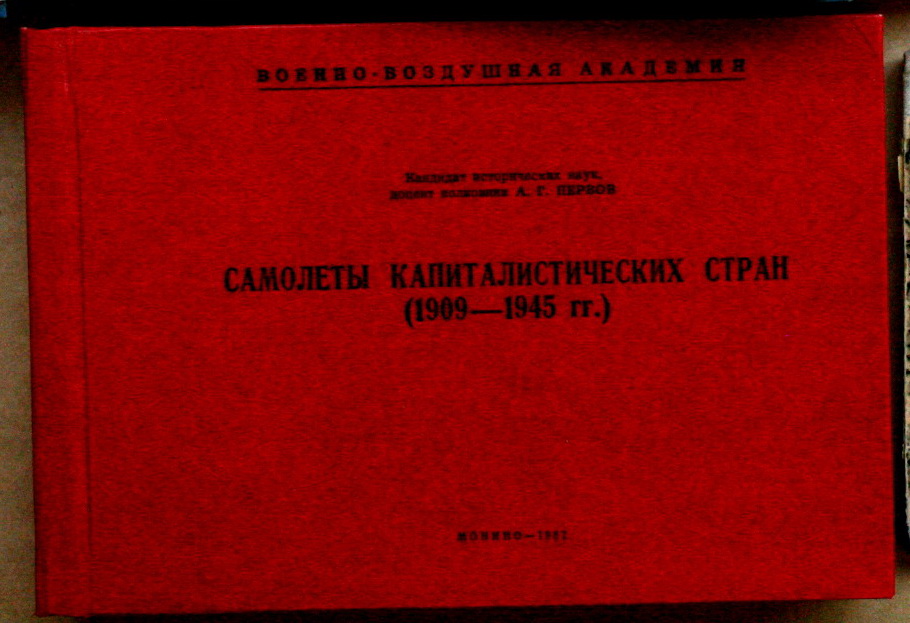 ВОЕННО-ВОЗДУШНАЯ АКАДЕМИЯ
Кандидат исторических наук,
доцент полковник А. Г. ПЕРВОВ
САМОЛЕТЫ КАПИТАЛИСТИЧЕСКИХ СТРАН
(1909—1945 гг.)
МОНИНО—